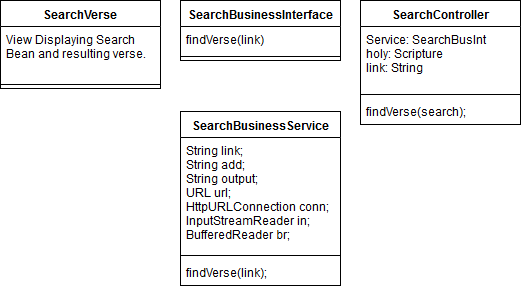 SearchVerse
View Displaying Search
Bean and resulting verse.
SearchBusinessInterface
findVerse(link)
SearchController
Service: SearchBusInt
holy: Scripture
link: String
findVerse(search);
SearchBusinessService
String link;
String add;
String output;
URL url;
HttpURLConnection conn;
InputStreamReader in;
BufferedReader br;
findVerse(link);